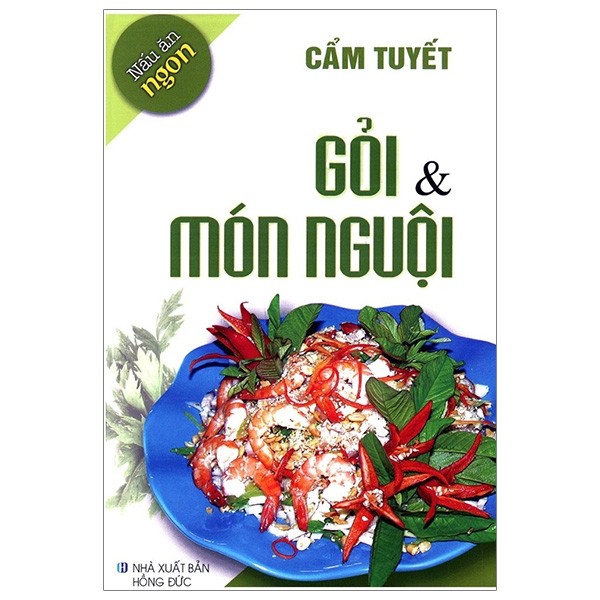 Nấu ăn
ngon
CẨM TUYẾT
GỎI &
MÓN NGUỘI
NHÀ XUẤT BẢN
HỒNG ĐỨC